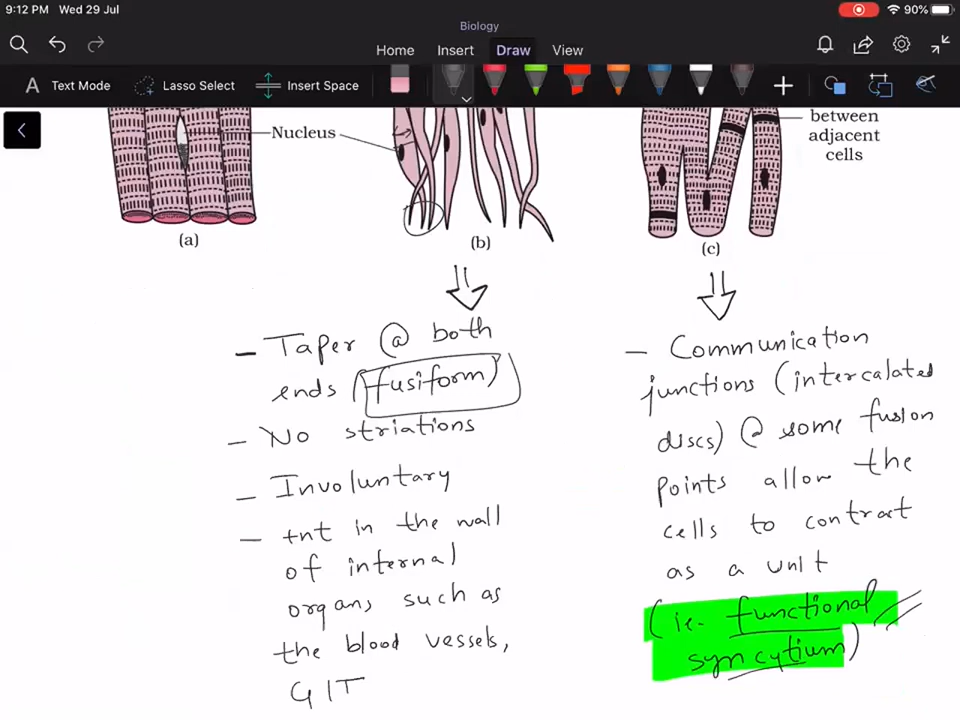 9:12 PM Wed 29 Jul
90%
Biology
Home Insert Draw View
Text Mode Lasso Select Insert Space
Nucleus
between
adjacent
cells
(a)
(b)
(c)
- Taper @ both
ends (fusiform)
- No striations
- Involuntary
- +nt in the wall
of internal
organs such as
the blood vessels,
GIT
- Communication
junctions (intercalated
discs) @ some fusion
points allow the
cells to contract
as a unit
(ie. functional
syncytium)